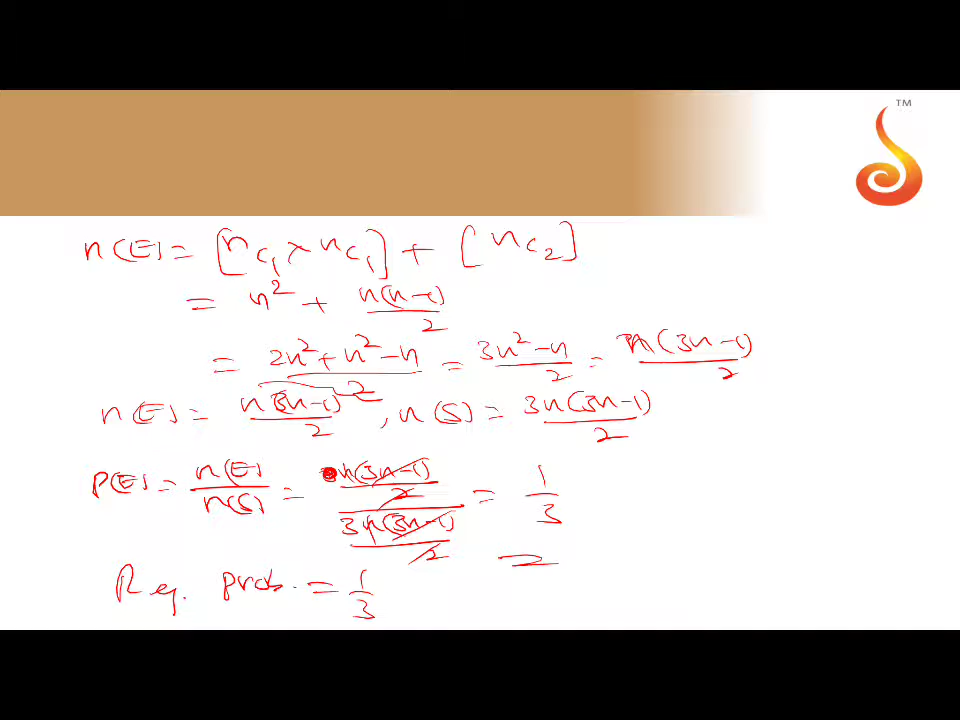 TM
n(E) = [nC₁ × nC₁] + [nC₂]
= n² + n(n-1)/2
= 2n² + n² - n/2 = 3n² - n/2 = n(3n-1)/2
n(E) = n(3n-1)/2, n(S) = 3n(3n-1)/2
P(E) = n(E)/n(S) = n(3n-1)/2 / 3n(3n-1)/2 = 1/3
Req. prob. = 1/3